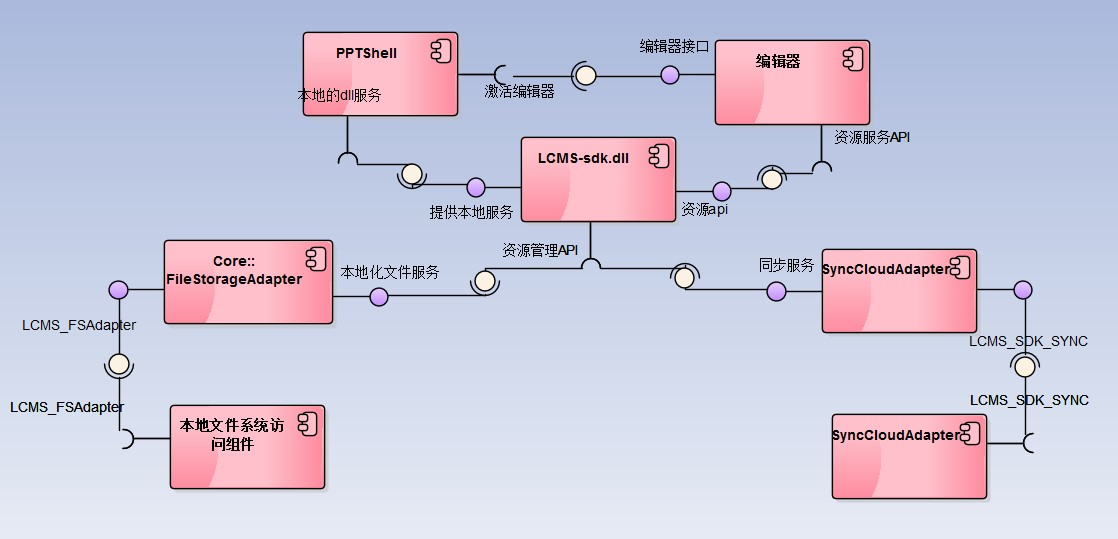 PPTShell
编辑器接口
编辑器
本地的dll服务
激活编辑器
资源服务API
LCMS-sdk.dll
提供本地服务
资源api
资源管理API
Core::
FileStorageAdapter
本地化文件服务
同步服务
SyncCloudAdapter
LCMS_FSAdapter
LCMS_SDK_SYNC
LCMS_FSAdapter
LCMS_SDK_SYNC
本地文件系统访
问组件
SyncCloudAdapter